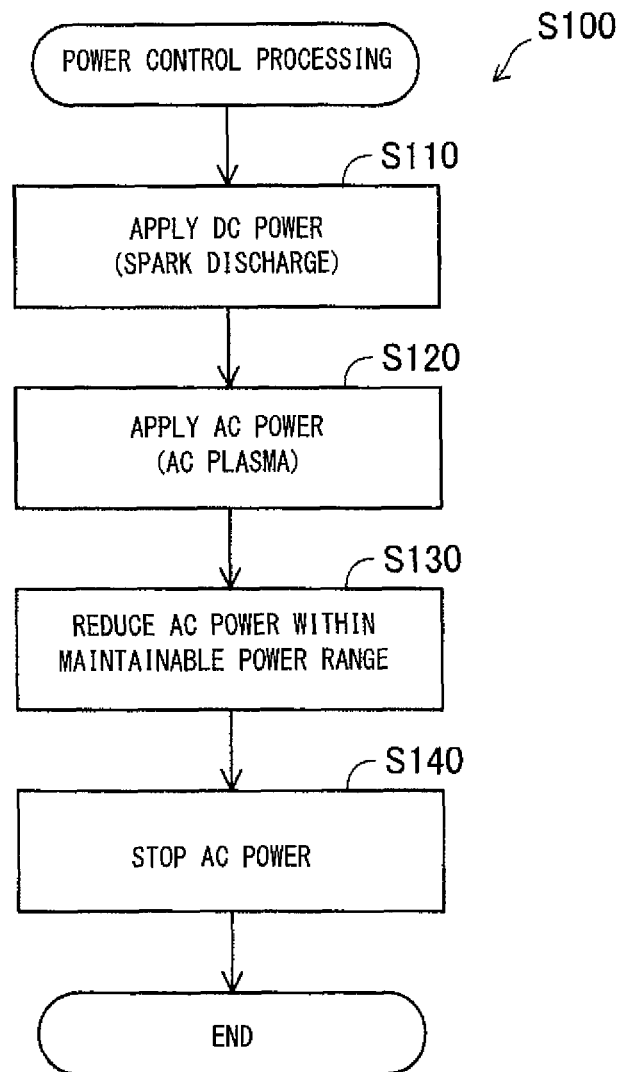 S100
POWER CONTROL PROCESSING
S110
APPLY DC POWER
(SPARK DISCHARGE)
S120
APPLY AC POWER
(AC PLASMA)
S130
REDUCE AC POWER WITHIN
MAINTAINABLE POWER RANGE
S140
STOP AC POWER
END